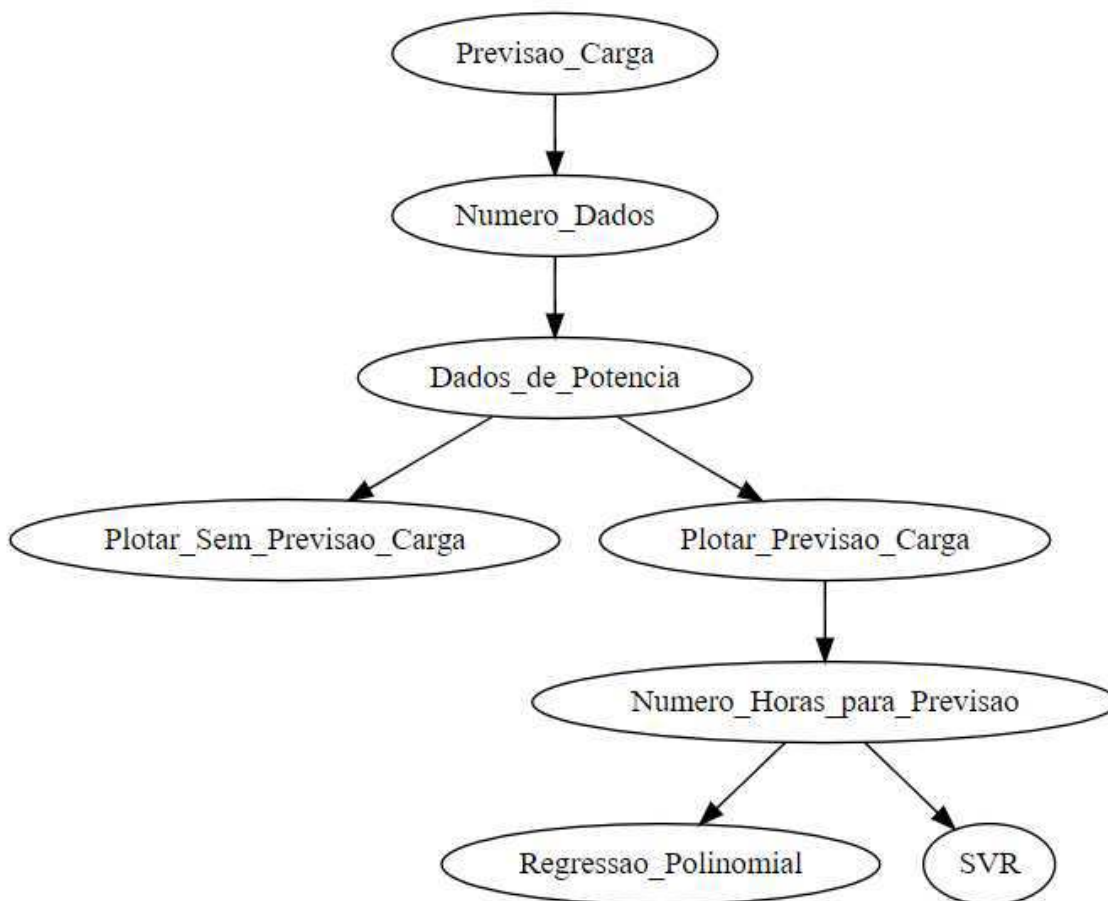 Previsao_Carga
Numero_Dados
Dados_de_Potencia
Plotar_Sem_Previsao_Carga
Plotar_Previsao_Carga
Numero_Horas_para_Previsao
Regressao_Polinomial
SVR